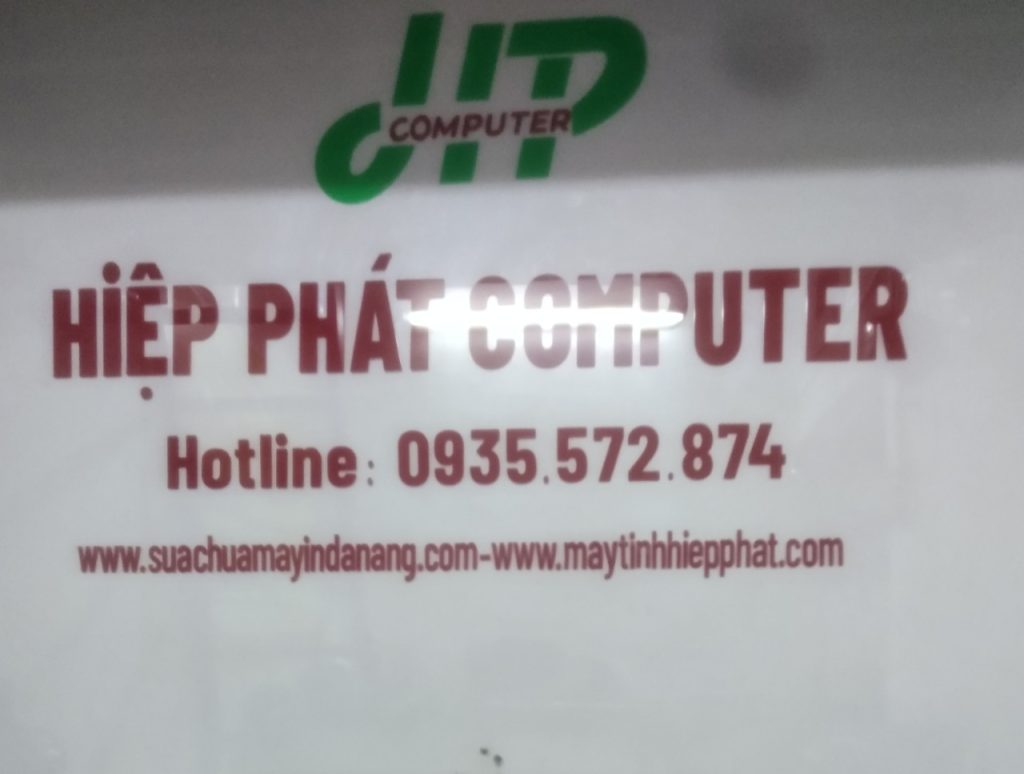 HP
COMPUTER
HiỆP PHÁT COMPUTER
Hotline: 0935.572.874
www.suachuamayindanang.com-www.maytinhhiepphat.com